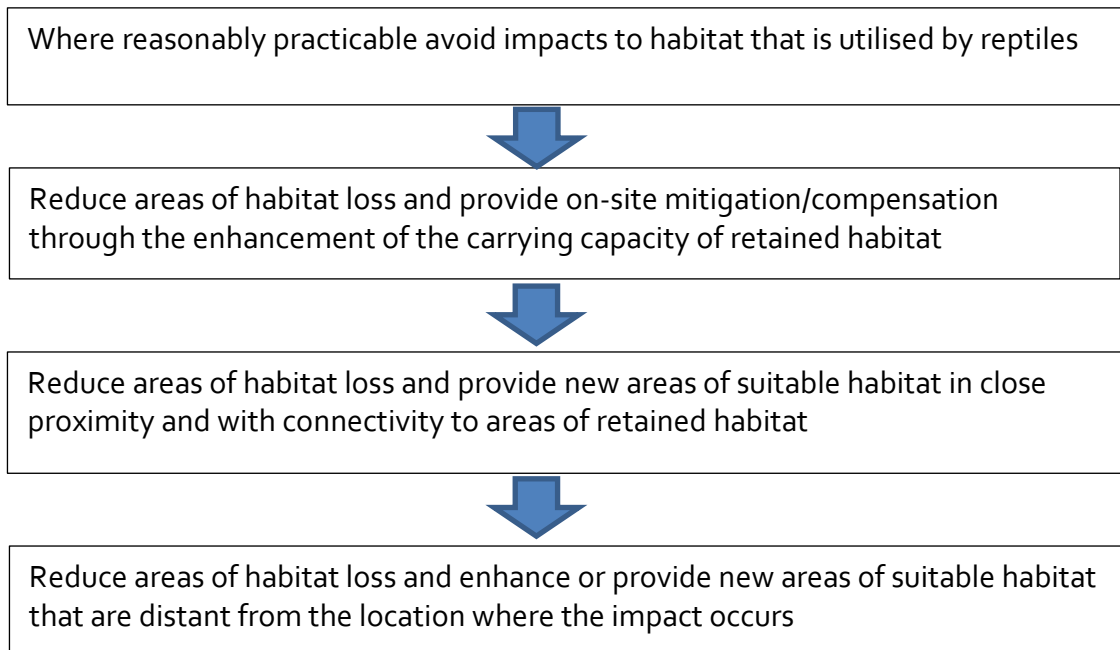 Where reasonably practicable avoid impacts to habitat that is utilised by reptiles
Reduce areas of habitat loss and provide on-site mitigation/compensation
through the enhancement of the carrying capacity of retained habitat
Reduce areas of habitat loss and provide new areas of suitable habitat in close
proximity and with connectivity to areas of retained habitat
Reduce areas of habitat loss and enhance or provide new areas of suitable habitat
that are distant from the location where the impact occurs